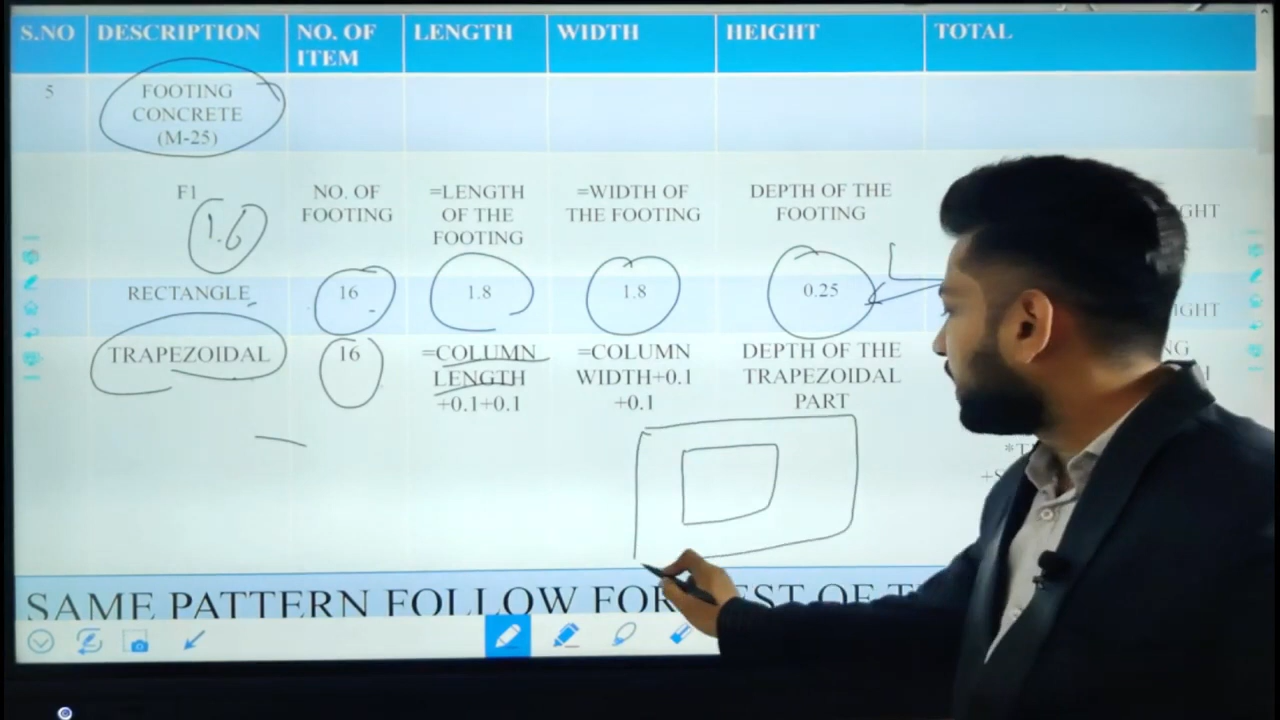 S.NO DESCRIPTION NO. OF ITEM LENGTH WIDTH HEIGHT TOTAL
5 FOOTING CONCRETE (M-25)
F1 NO. OF FOOTING =LENGTH OF THE FOOTING =WIDTH OF THE FOOTING DEPTH OF THE FOOTING
1.6
RECTANGLE 16 1.8 1.8 0.25
TRAPEZOIDAL 16 =COLUMN LENGTH +0.1+0.1 =COLUMN WIDTH+0.1 +0.1 DEPTH OF THE TRAPEZOIDAL PART
SAME PATTERN FOLLOW FOR